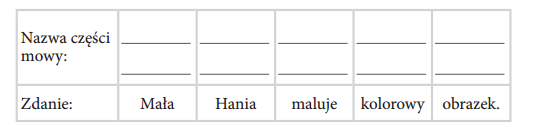 Nazwa części
mowy:
Zdanie: Mała Hania maluje kolorowy obrazek.